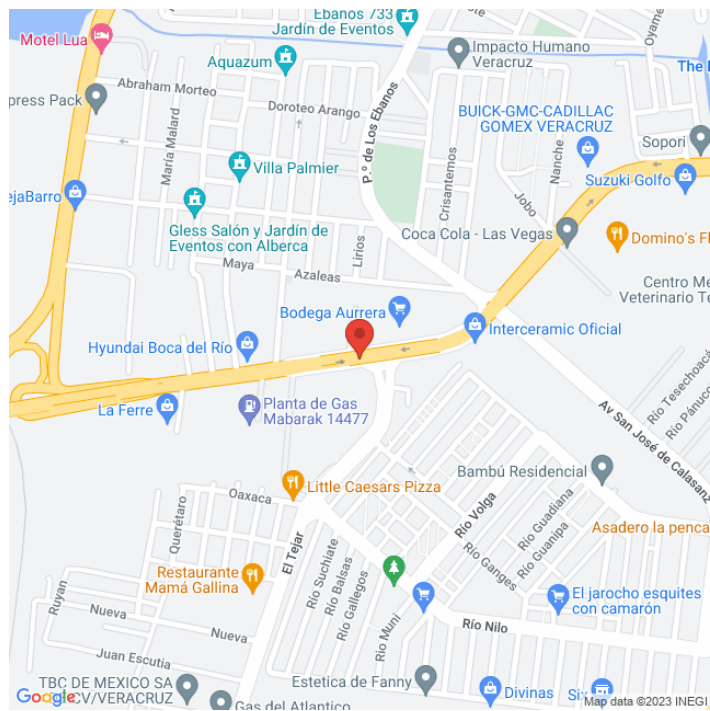 Ebanos 733
Jardín de Eventos
Oyame
Motel Lua
Impacto Humano
Veracruz
Aquazum
The
Abraham Morteo
press Pack
Doroteo Arango
BUICK-GMC-CADILLAC
GOMEX VERACRUZ
P.º de Los Ebanos
María Malard
Crisantemos
Nanche
Sopori
Villa Palmier
Suzuki Golfo
ejaBarro
Jobo
Gless Salón y Jardín de
Eventos con Alberca
Lirios
Coca Cola - Las Vegas
Domino's F
Maya
Azaleas
Centro Me
Veterinario Te
Bodega Aurrera
Interceramic Oficial
Hyundai Boca del Río
Río Tesechoacá
Río Pánuco
La Ferre
Planta de Gas
Mabarak 14477
Av San José de Calasanz
Bambú Residencial
Little Caesars Pizza
Oaxaca
Querétaro
Río Volga
Río Guadiana
Río Guanipa
Asadero la penca
El Tejar
Río Suchiate
Río Balsas
Río Gallegos
Río Ganges
Restaurante
Mamá Gallina
El jarocho esquites
con camarón
Ruyan
Nueva
Nueva
Rio Muni
Río Nilo
Juan Escutia
TBC DE MEXICO SA
CV/VERACRUZ
Estetica de Fanny
Divinas
Six
Google
Gas del Atlantico
Map data ©2023 INEGI